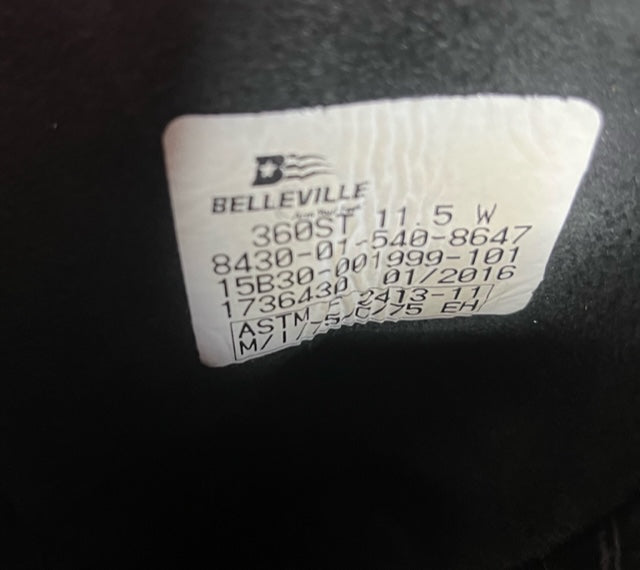 B
BELLEVILLE
360ST 11.5 W
8430-01-540-8647
15B30-001999-101
1736430 01/2016
ASTM F 2413-11
M/I/75 C/75 EH